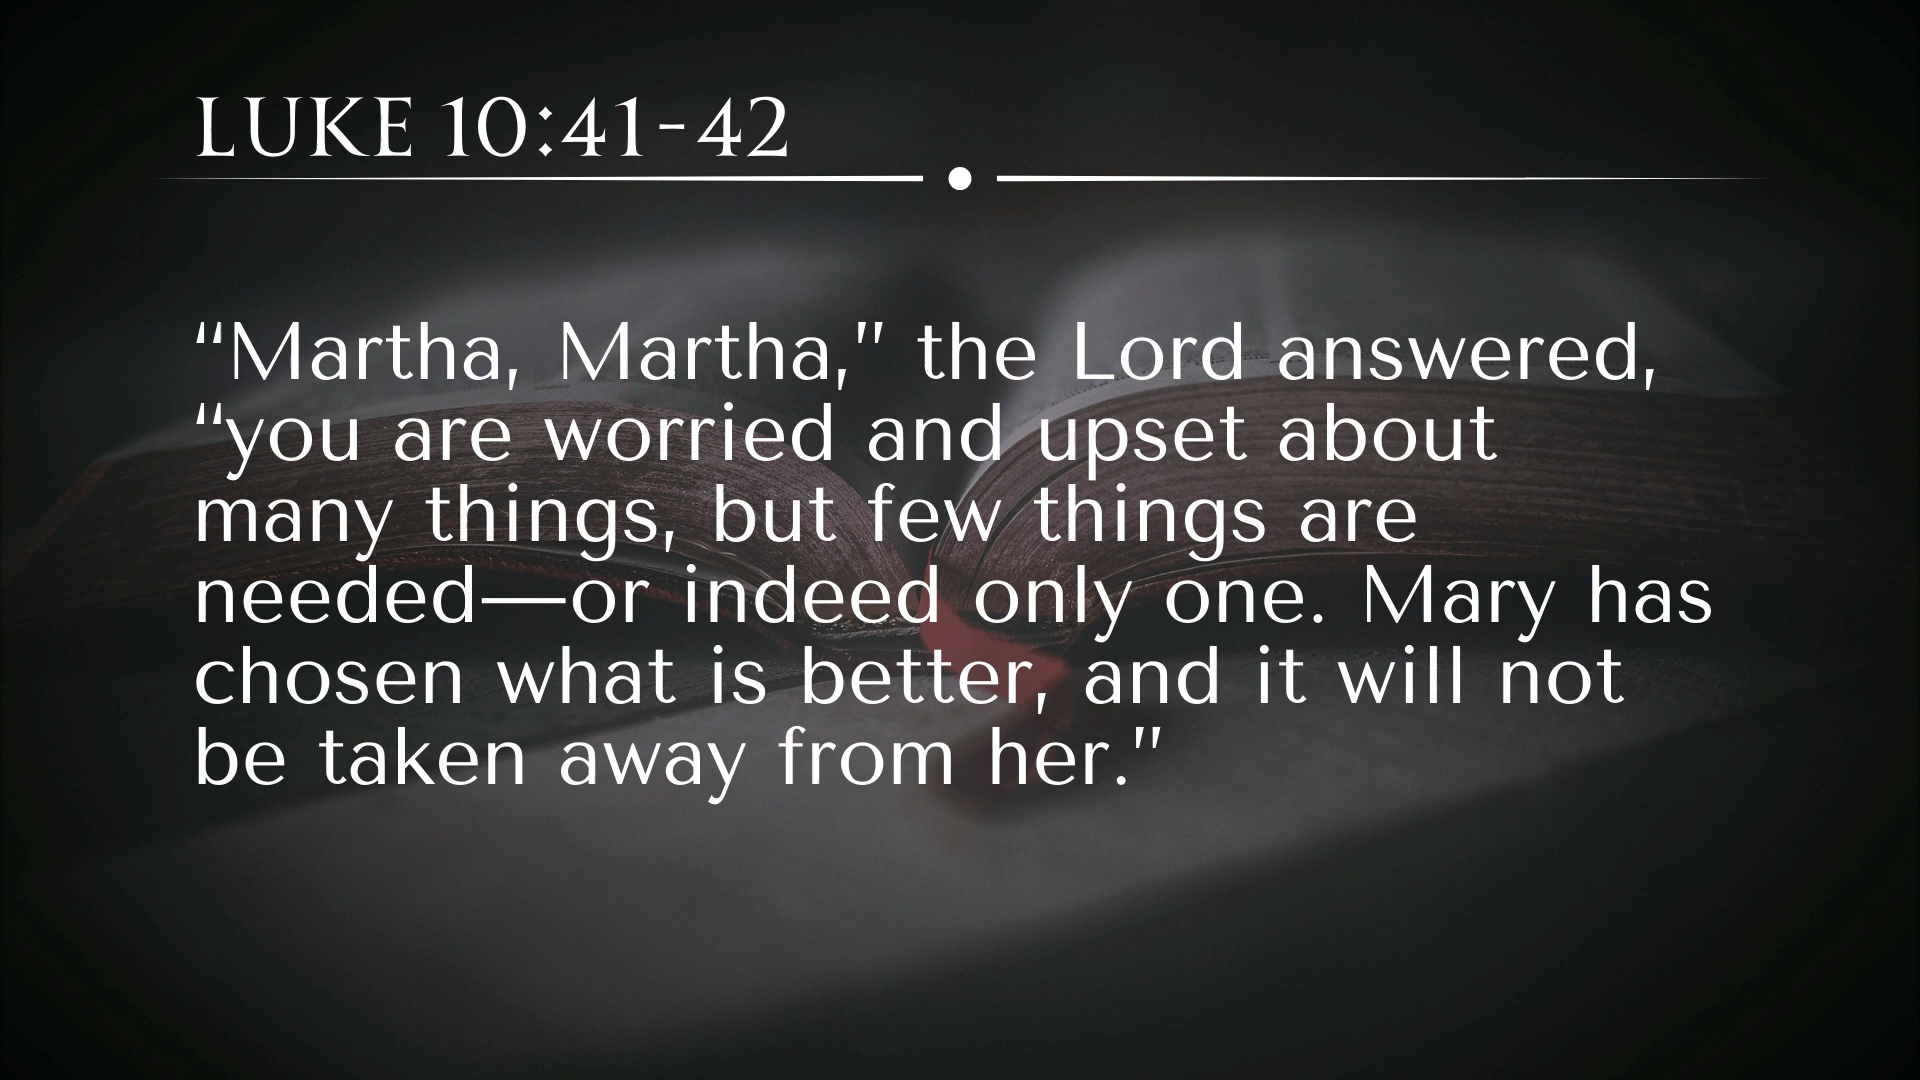 LUKE 10:41-42
“Martha, Martha,” the Lord answered,
“you are worried and upset about
many things, but few things are
needed—or indeed only one. Mary has
chosen what is better, and it will not
be taken away from her.”